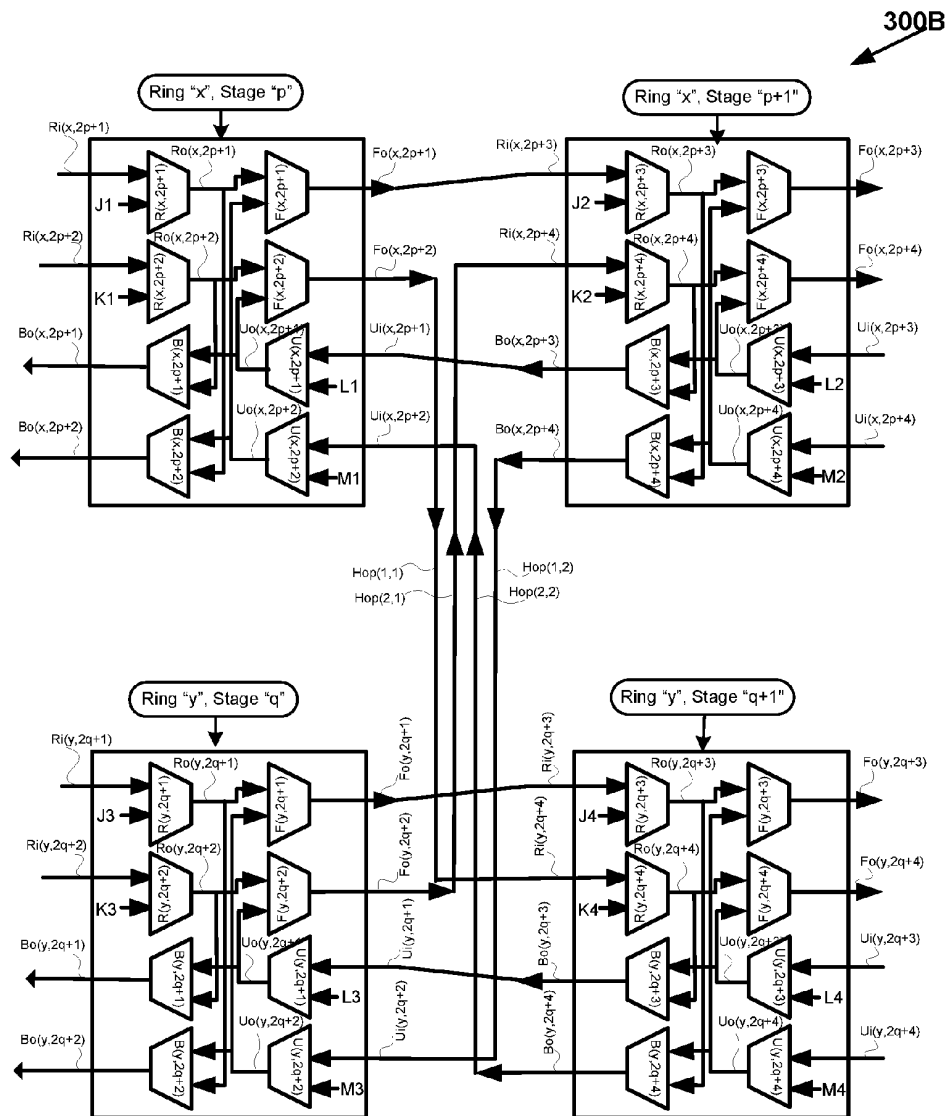 300B
Ring “x”, Stage “p”
Ring “x”, Stage “p+1”
Ri(x,2p+1)
Ro(x,2p+1)
Fo(x,2p+1)
Ri(x,2p+3)
Ro(x,2p+3)
Fo(x,2p+3)
R(x,2p+1)
F(x,2p+1)
R(x,2p+3)
F(x,2p+3)
J1
J2
Ri(x,2p+2)
Ro(x,2p+2)
Fo(x,2p+2)
Ri(x,2p+4)
Ro(x,2p+4)
Fo(x,2p+4)
R(x,2p+2)
F(x,2p+2)
R(x,2p+4)
F(x,2p+4)
K1
K2
Bo(x,2p+1)
Uo(x,2p+1)
Ui(x,2p+1)
Bo(x,2p+3)
Ui(x,2p+3)
B(x,2p+1)
U(x,2p+1)
B(x,2p+3)
U(x,2p+3)
L1
L2
Bo(x,2p+2)
Uo(x,2p+2)
Ui(x,2p+2)
Bo(x,2p+4)
Uo(x,2p+4)
Ui(x,2p+4)
B(x,2p+2)
U(x,2p+2)
B(x,2p+4)
U(x,2p+4)
M1
M2
Hop(1,1)
Hop(1,2)
Hop(2,1)
Hop(2,2)
Ring “y”, Stage “q”
Ring “y”, Stage “q+1”
Ri(y,2q+1)
Ro(y,2q+1)
Fo(y,2q+1)
Ri(y,2q+3)
Ro(y,2q+3)
Fo(y,2q+3)
R(y,2q+1)
F(y,2q+1)
R(y,2q+3)
F(y,2q+3)
J3
J4
Ri(y,2q+2)
Ro(y,2q+2)
Fo(y,2q+2)
Ri(y,2q+4)
Ro(y,2q+4)
Fo(y,2q+4)
R(y,2q+2)
F(y,2q+2)
R(y,2q+4)
F(y,2q+4)
K3
K4
Bo(y,2q+1)
Ui(y,2q+1)
Bo(y,2q+3)
Ui(y,2q+3)
B(y,2q+1)
U(y,2q+1)
B(y,2q+3)
U(y,2q+3)
L3
L4
Bo(y,2q+2)
Uo(y,2q+2)
Ui(y,2q+2)
Bo(y,2q+4)
Uo(y,2q+4)
Ui(y,2q+4)
B(y,2q+2)
U(y,2q+2)
B(y,2q+4)
U(y,2q+4)
M3
M4